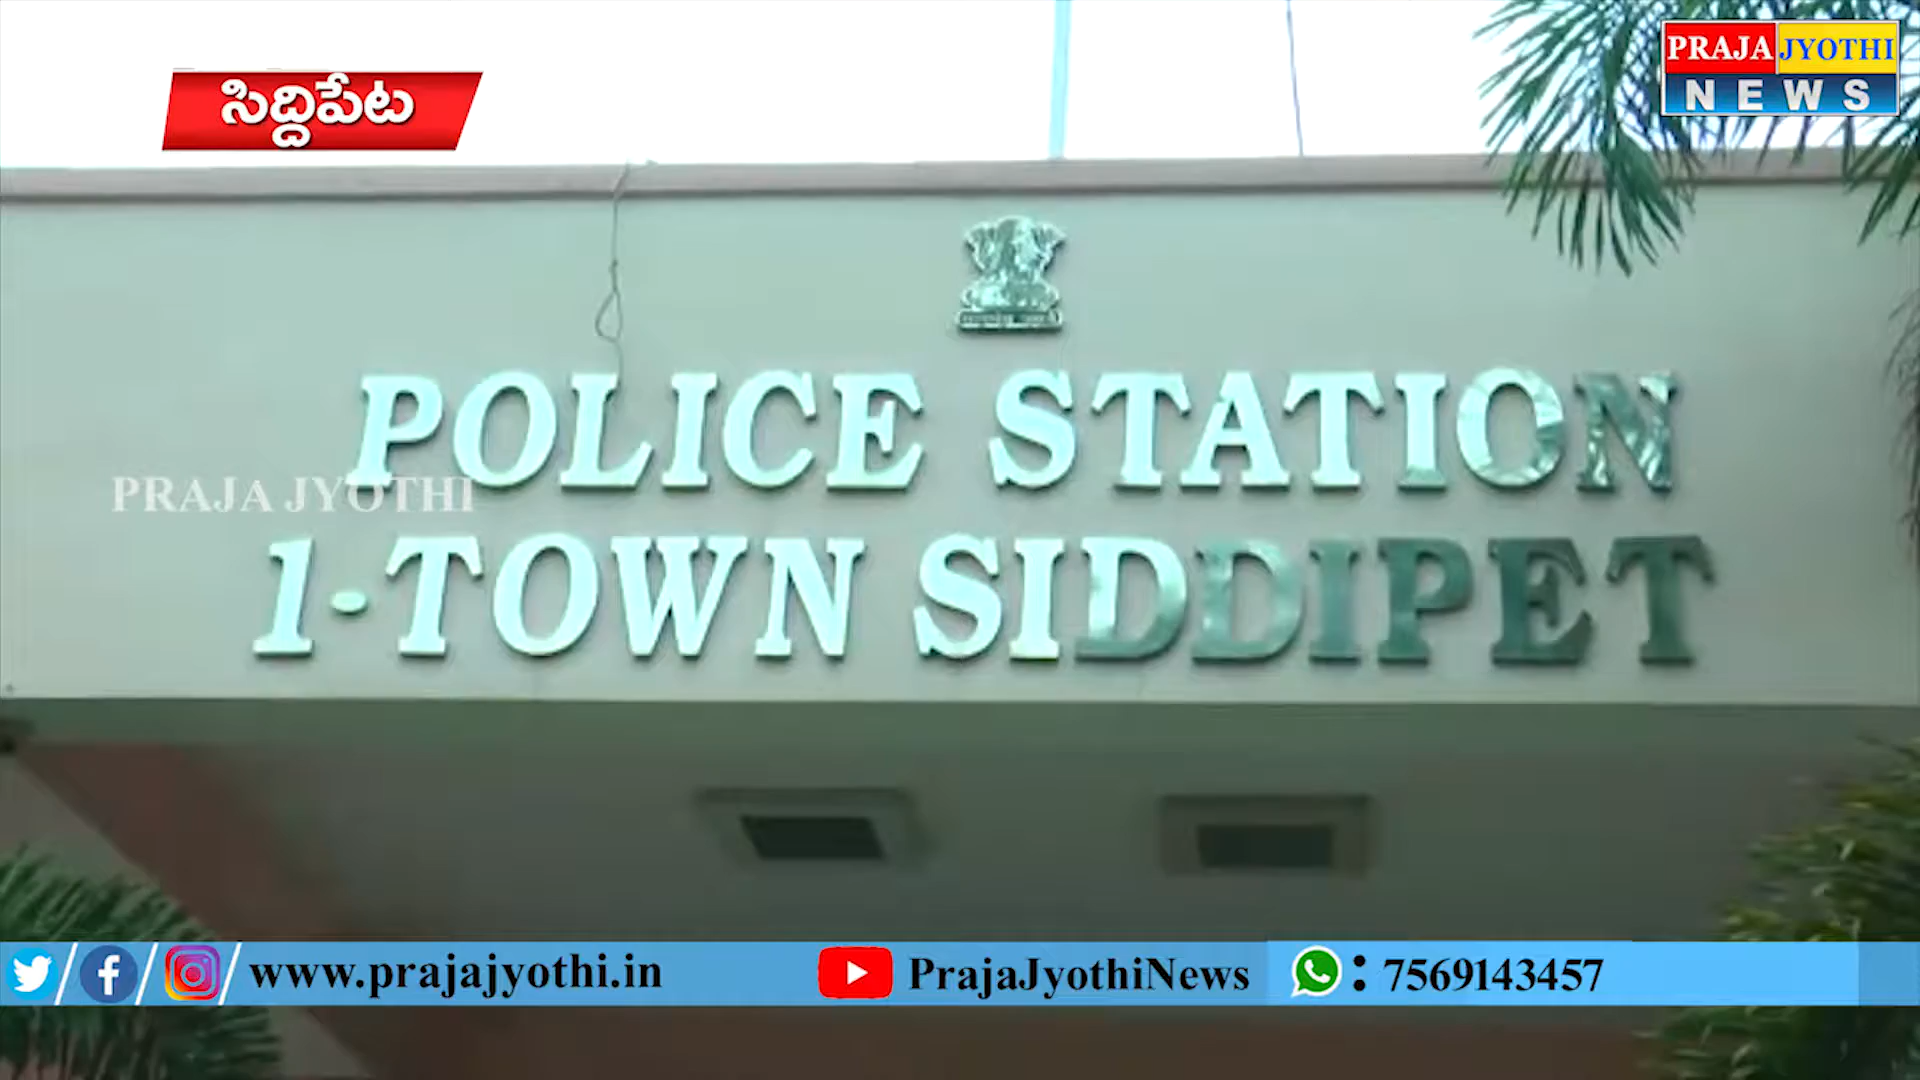 సిద్దిపేట
PRAJA JYOTHI
NEWS
POLICE STATION
PRAJA JYOTHI
1-TOWN SIDDIPET
www.prajajyothi.in
PrajaJyothiNews
: 7569143457